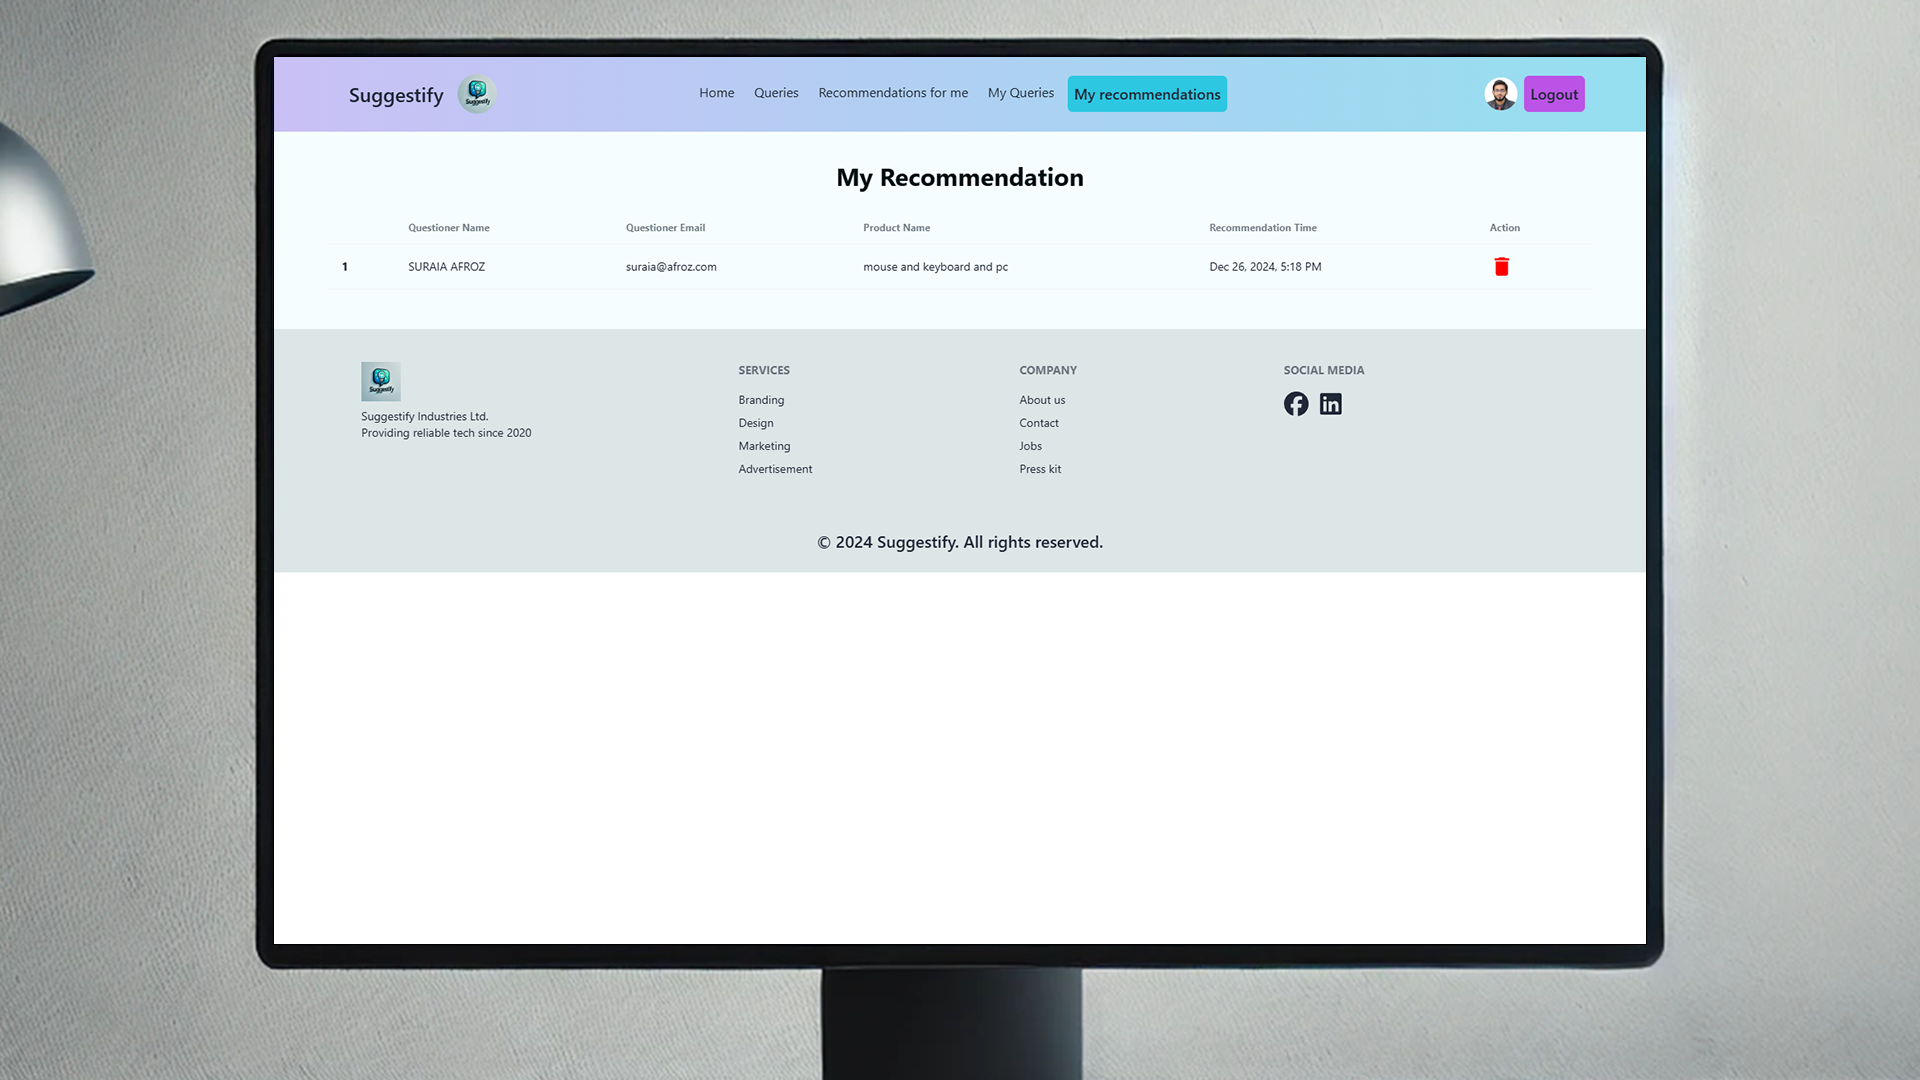 Suggestify
Suggestify
Home
Queries
Recommendations for me
My Queries
My recommendations
Logout
My Recommendation
Questioner Name
Questioner Email
Product Name
Recommendation Time
Action
1
SURAIA AFROZ
suraia@afroz.com
mouse and keyboard and pc
Dec 26, 2024, 5:18 PM
Suggestify
Suggestify Industries Ltd.
Providing reliable tech since 2020
SERVICES
Branding
Design
Marketing
Advertisement
COMPANY
About us
Contact
Jobs
Press kit
SOCIAL MEDIA
© 2024 Suggestify. All rights reserved.